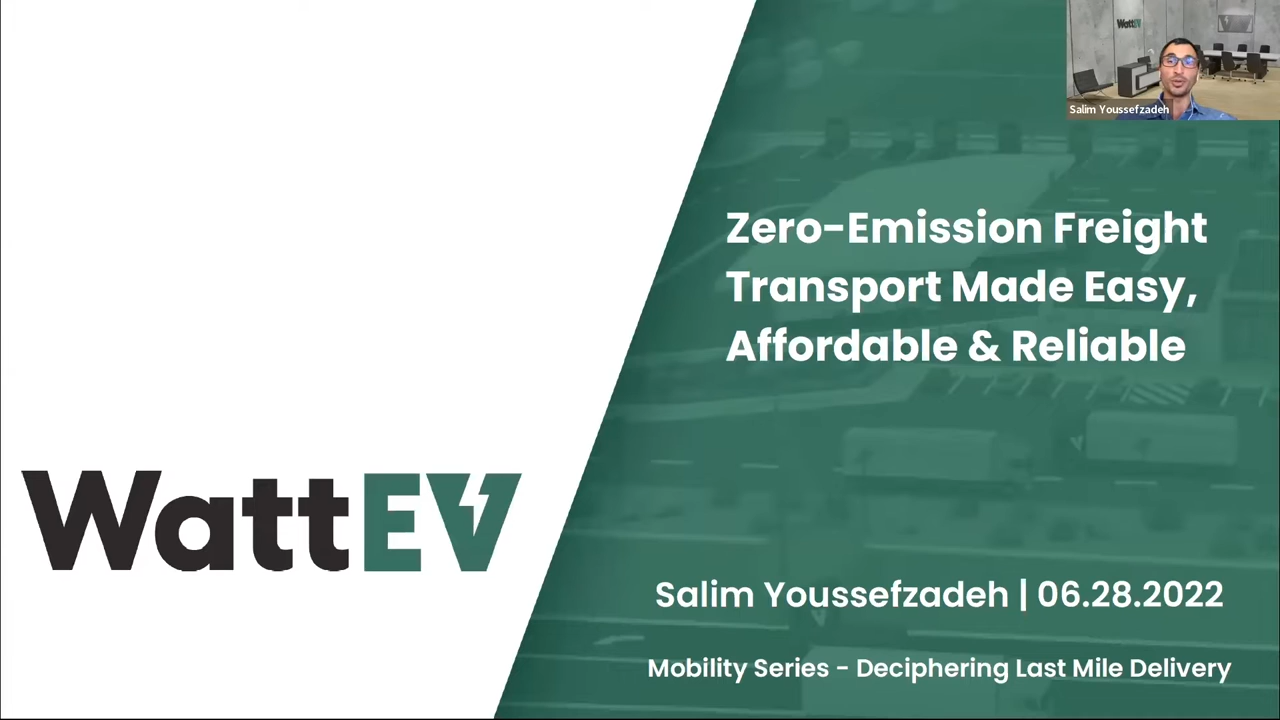 WattEV
Salim Youssefzadeh
Zero-Emission Freight
Transport Made Easy,
Affordable & Reliable
WattEV
Salim Youssefzadeh | 06.28.2022
Mobility Series - Deciphering Last Mile Delivery